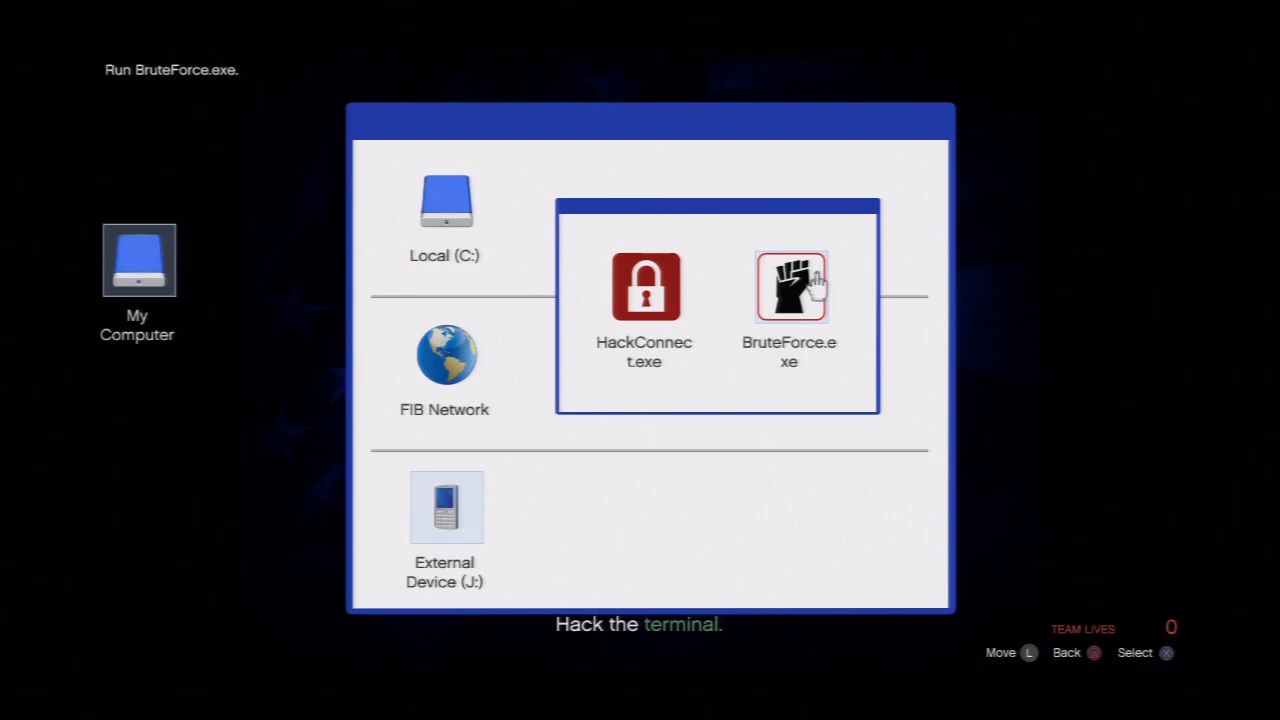 Run BruteForce.exe.
Local (C:)
My
Computer
HackConnec
t.exe
BruteForce.e
xe
FIB Network
External
Device (J:)
Hack the terminal.
TEAM LIVES 0
Move L Back Select